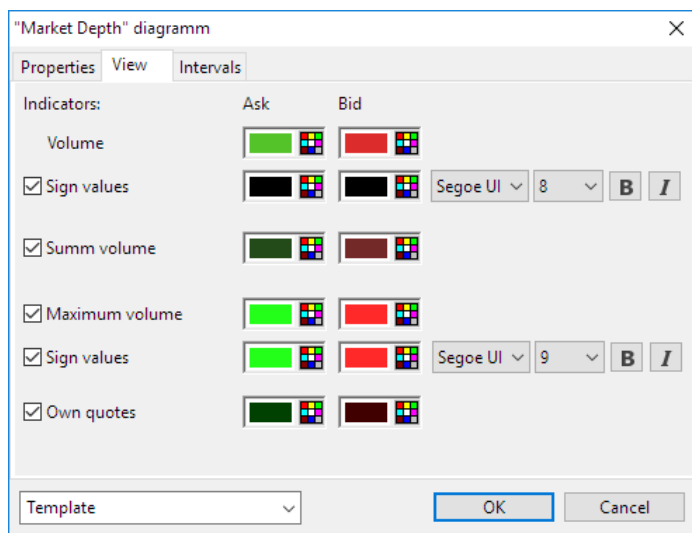 "Market Depth" diagramm
Properties View Intervals
Indicators: Ask Bid
Volume
Sign values Segoe UI 8 B I
Summ volume
Maximum volume
Sign values Segoe UI 9 B I
Own quotes
Template OK Cancel